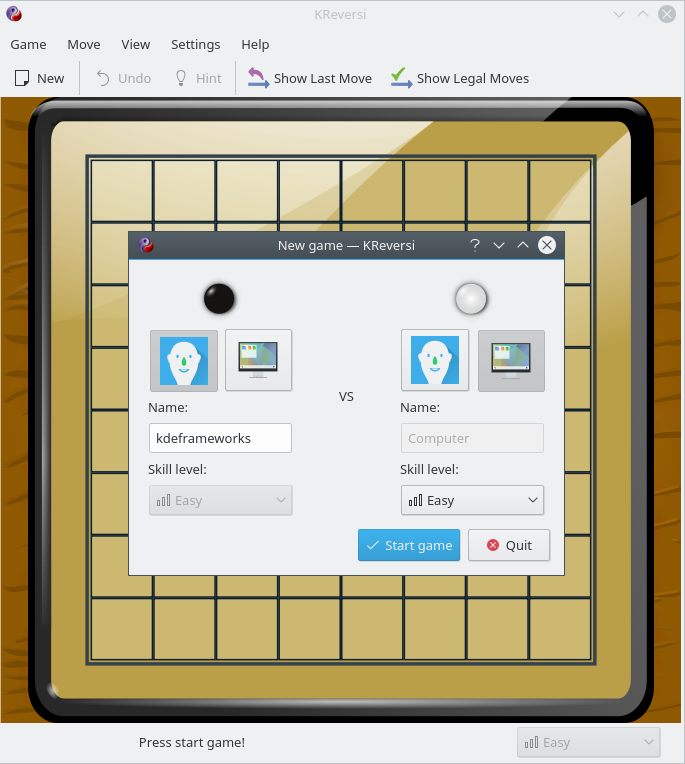 KReversi
Game Move View Settings Help
New Undo Hint Show Last Move Show Legal Moves
New game — KReversi
VS
Name: Name:
kdeframeworks Computer
Skill level: Skill level:
Easy Easy
Start game Quit
Press start game! Easy